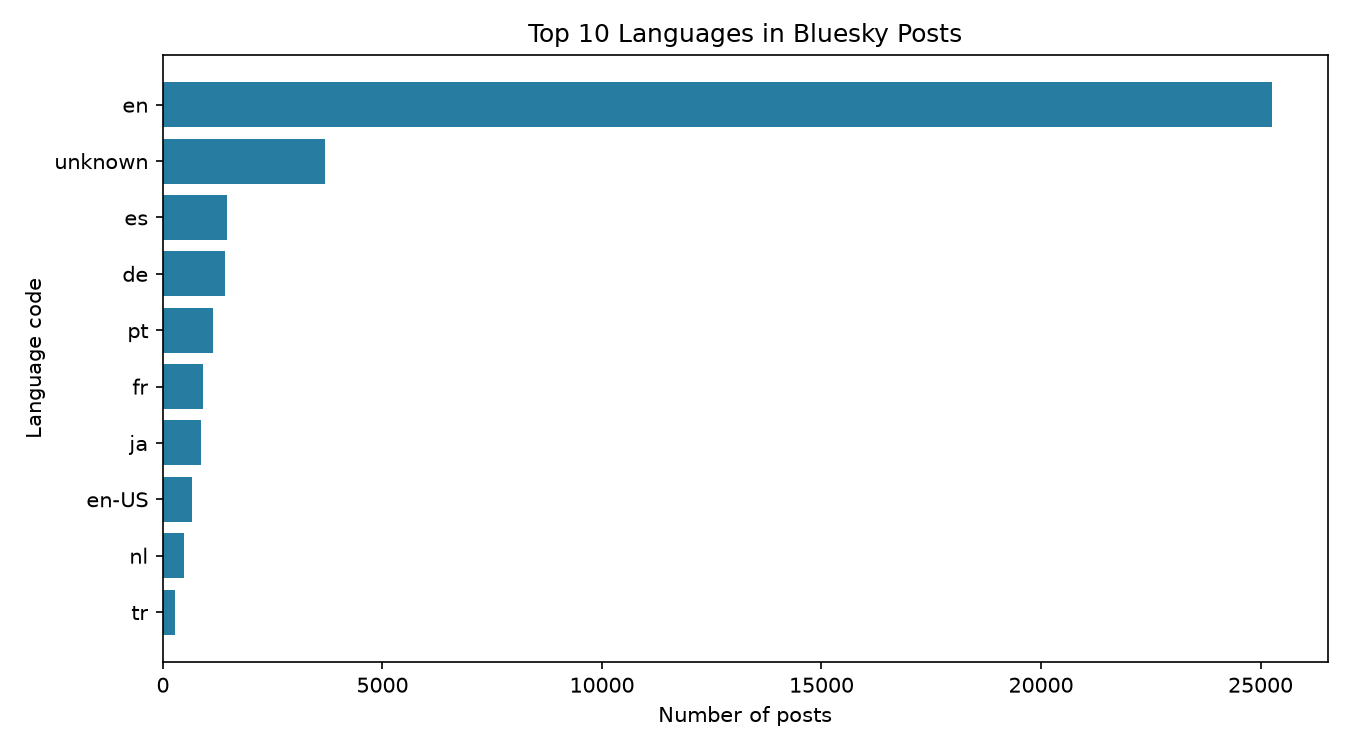 Top 10 Languages in Bluesky Posts
Language code
en
unknown
es
de
pt
fr
ja
en-US
nl
tr
0 5000 10000 15000 20000 25000
Number of posts